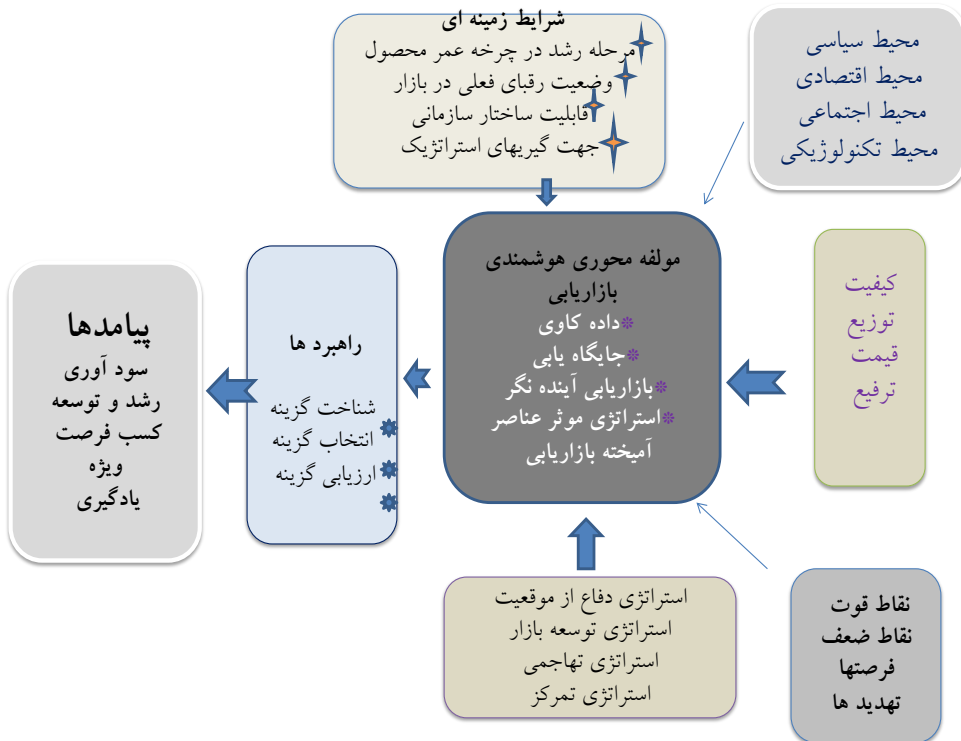 شرایط زمینه ای
مرحله رشد در چرخه عمر محصول
وضعیت رقبای فعلی در بازار
قابلیت ساختار سازمانی
جهت گیریهای استراتژیک
محیط سیاسی
محیط اقتصادی
محیط اجتماعی
محیط تکنولوژیکی
کیفیت
توزیع
قیمت
ترفیع
مولفه محوری هوشمندی
بازاریابی
داده کاوی
جایگاه یابی
بازاریابی آینده نگر
استراتژی موثر عناصر
آمیخته بازاریابی
راهبرد ها
شناخت گزینه
انتخاب گزینه
ارزیابی گزینه
پیامدها
سود آوری
رشد و توسعه
کسب فرصت
ویژه
یادگیری
استراتژی دفاع از موقعیت
استراتژی توسعه بازار
استراتژی تهاجمی
استراتژی تمرکز
نقاط قوت
نقاط ضعف
فرصتها
تهدید ها